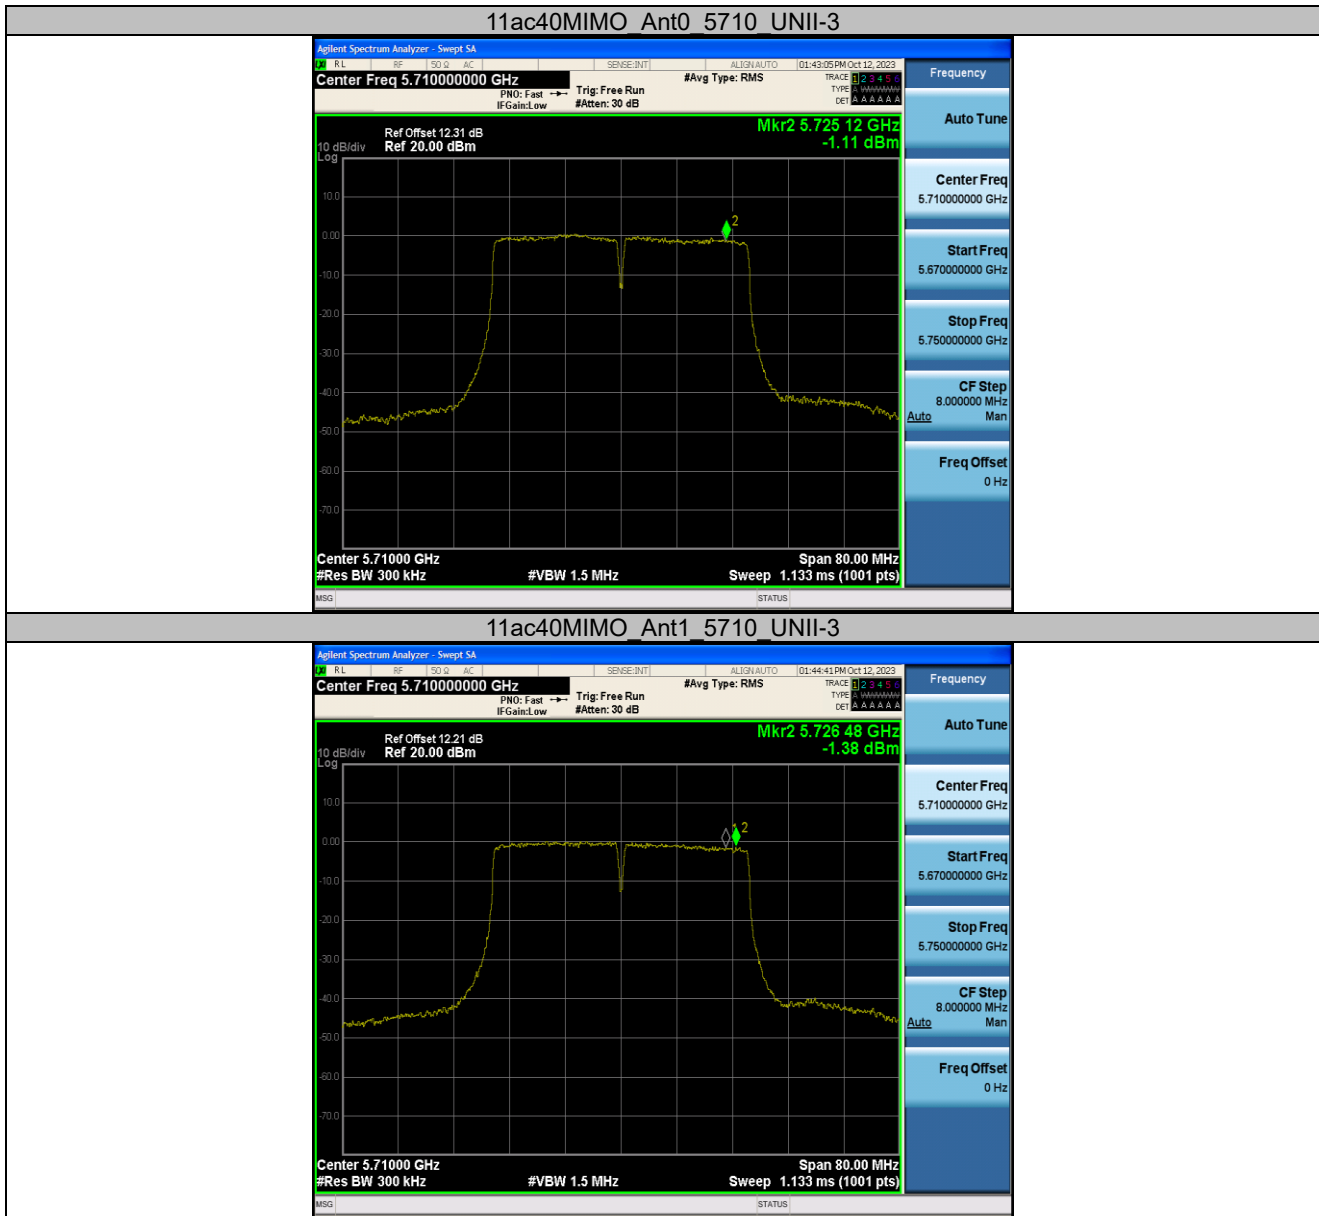 11ac40MIMO_Ant0_5710_UNII-3
Agilent Spectrum Analyzer - Swept SA
RL RF 50 Ω AC SENSE:INT ALIGN AUTO 01:43:05 PM Oct 12, 2023
Center Freq 5.710000000 GHz
PNO: Fast
IFGain:Low
Trig: Free Run
#Atten: 30 dB
#Avg Type: RMS
TRACE 1 2 3 4 5 6
TYPE A
DET A A A A A A
Frequency
Auto Tune
Mkr2 5.725 12 GHz
-1.11 dBm
Ref Offset 12.31 dB
10 dB/div Ref 20.00 dBm
Log
10.0
0.00
-10.0
-20.0
-30.0
-40.0
-50.0
-60.0
-70.0
2
Center Freq
5.710000000 GHz
Start Freq
5.670000000 GHz
Stop Freq
5.750000000 GHz
CF Step
8.000000 MHz
Auto Man
Freq Offset
0 Hz
Center 5.71000 GHz Span 80.00 MHz
#Res BW 300 kHz #VBW 1.5 MHz Sweep 1.133 ms (1001 pts)
MSG STATUS
11ac40MIMO_Ant1_5710_UNII-3
Agilent Spectrum Analyzer - Swept SA
RL RF 50 Ω AC SENSE:INT ALIGN AUTO 01:44:41 PM Oct 12, 2023
Center Freq 5.710000000 GHz
PNO: Fast
IFGain:Low
Trig: Free Run
#Atten: 30 dB
#Avg Type: RMS
TRACE 1 2 3 4 5 6
TYPE A
DET A A A A A A
Frequency
Auto Tune
Mkr2 5.726 48 GHz
-1.38 dBm
Ref Offset 12.21 dB
10 dB/div Ref 20.00 dBm
Log
10.0
0.00
-10.0
-20.0
-30.0
-40.0
-50.0
-60.0
-70.0
1 2
Center Freq
5.710000000 GHz
Start Freq
5.670000000 GHz
Stop Freq
5.750000000 GHz
CF Step
8.000000 MHz
Auto Man
Freq Offset
0 Hz
Center 5.71000 GHz Span 80.00 MHz
#Res BW 300 kHz #VBW 1.5 MHz Sweep 1.133 ms (1001 pts)
MSG STATUS